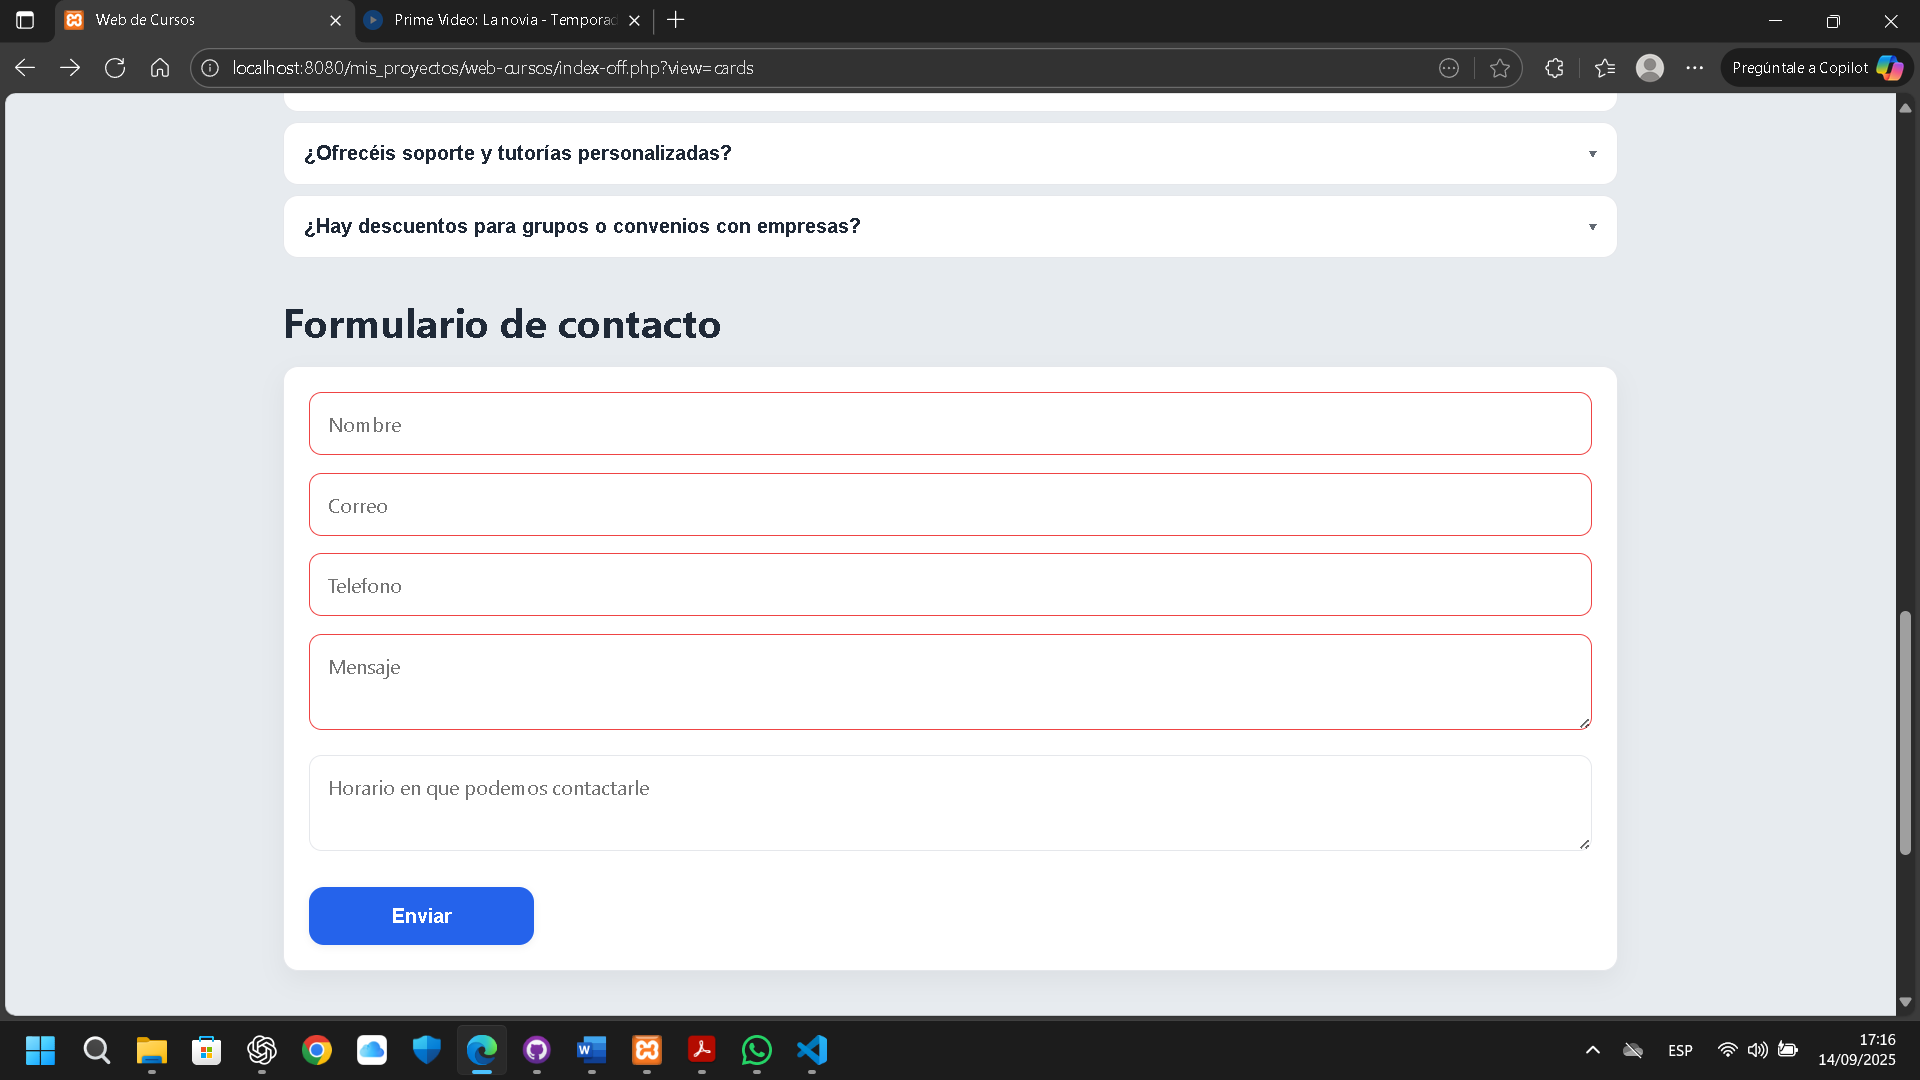 Web de Cursos
Prime Video: La novia - Temporad
localhost:8080/mis_proyectos/web-cursos/index-off.php?view=cards
Pregúntale a Copilot
¿Ofrecéis soporte y tutorías personalizadas?
¿Hay descuentos para grupos o convenios con empresas?
Formulario de contacto
Nombre
Correo
Telefono
Mensaje
Horario en que podemos contactarle
Enviar
ESP
17:16
14/09/2025